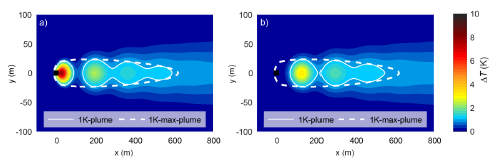 a)
b)
100
50
0
-50
-100
y (m)
1K-plume 1K-max-plume
0 200 400 600 800
x (m)
100
50
0
-50
-100
y (m)
1K-plume 1K-max-plume
0 200 400 600 800
x (m)
10
8
6
4
2
0
ΔT (K)